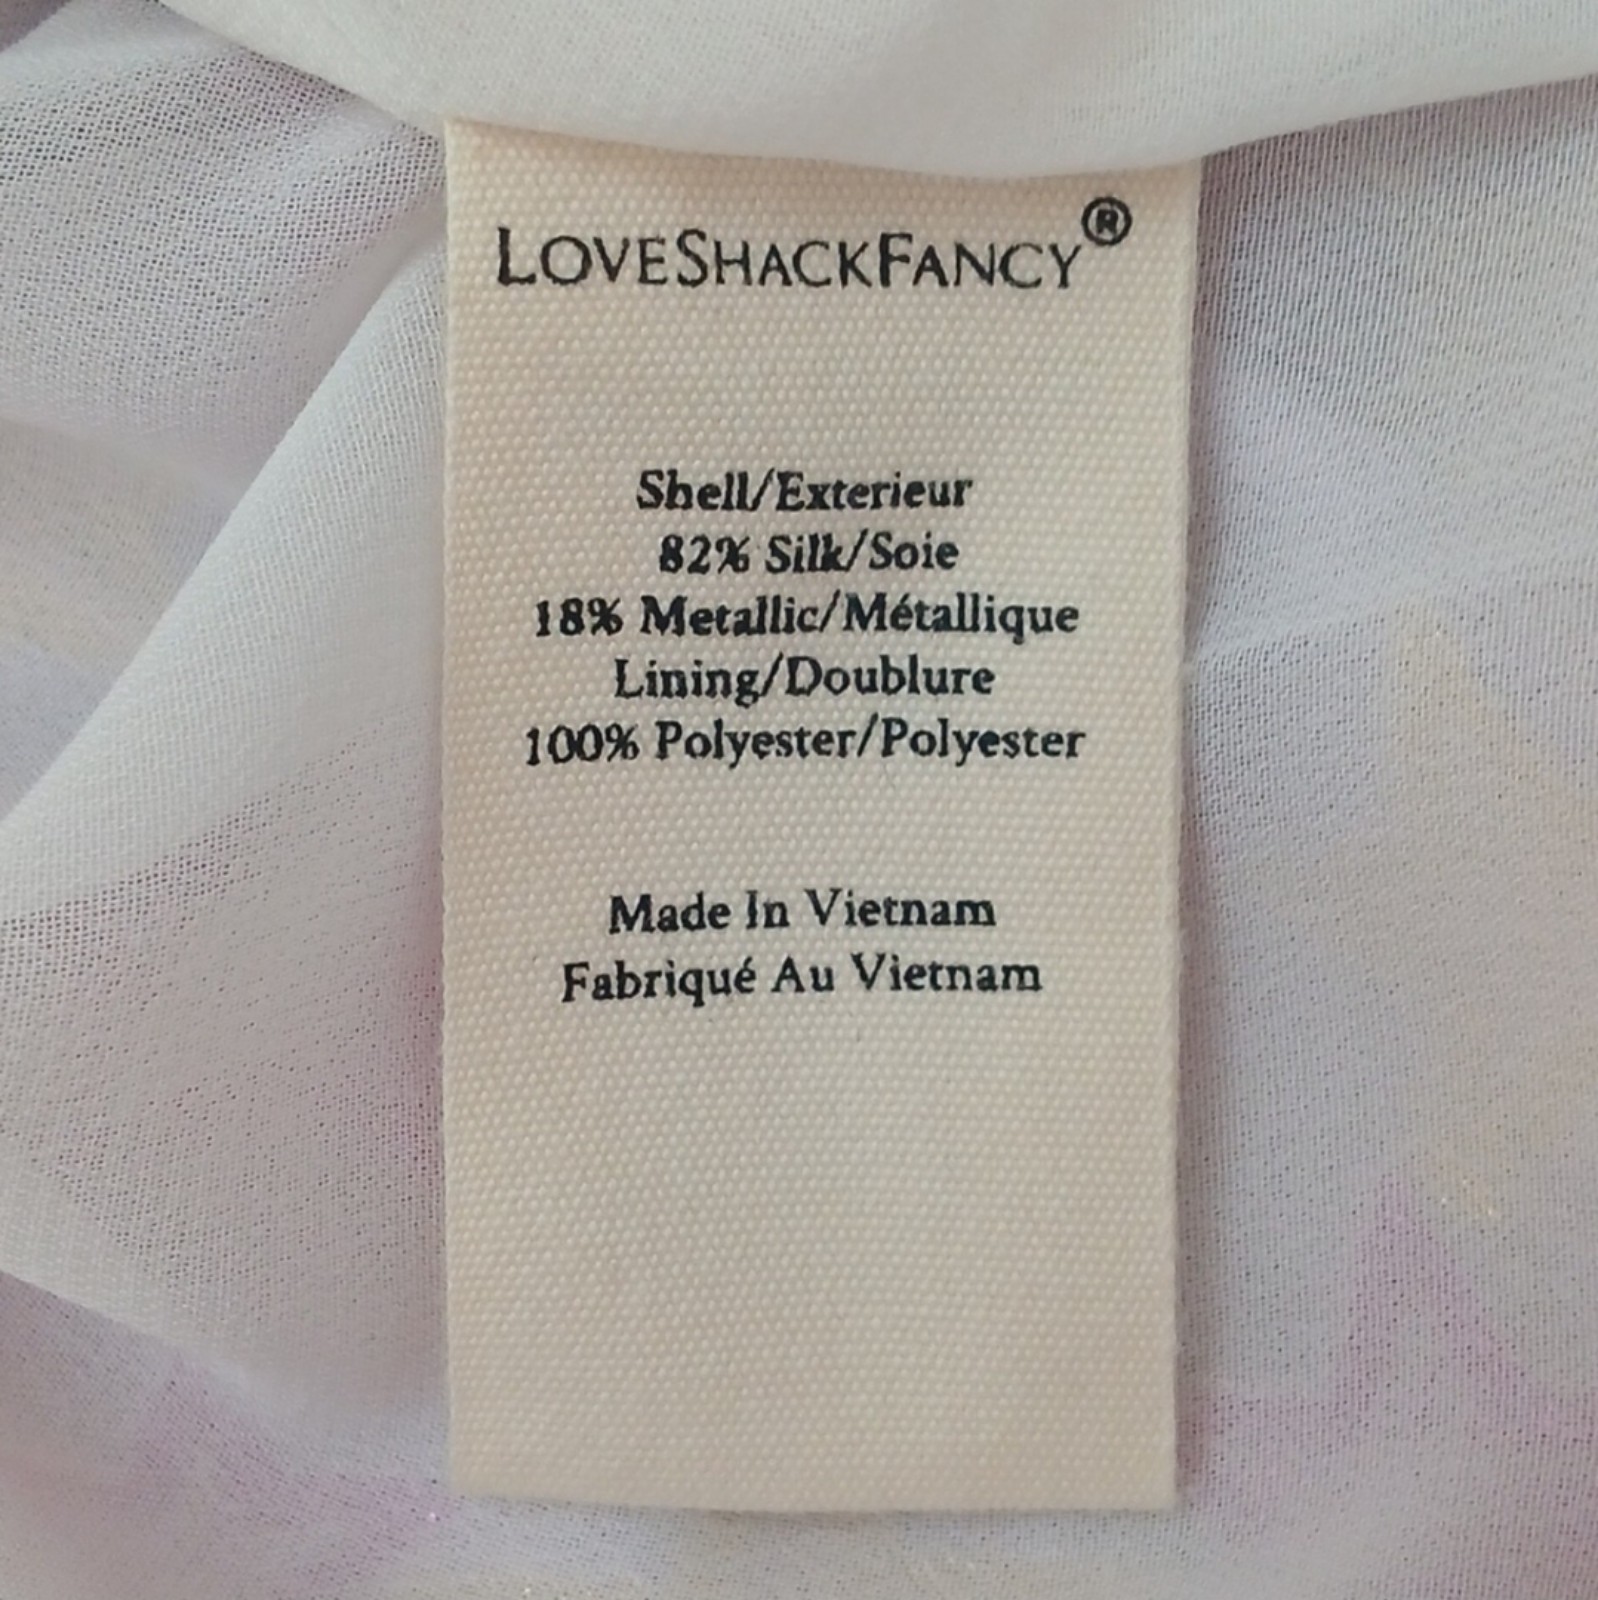 LOVESHACKFANCY®
Shell/Exterieur
82% Silk/Soie
18% Metallic/Métallique
Lining/Doublure
100% Polyester/Polyester
Made In Vietnam
Fabriqué Au Vietnam